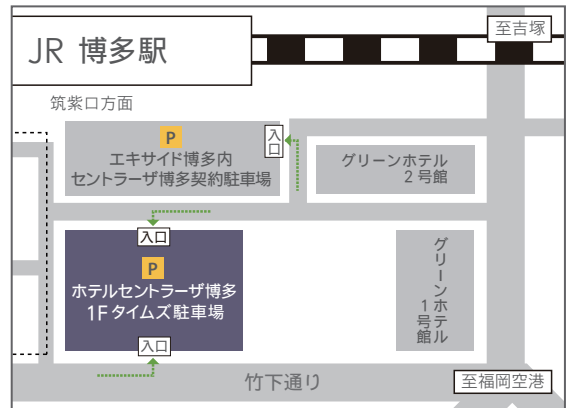 JR 博多駅
至吉塚
筑紫口方面
P
入口
エキサイド博多内
セントラーザ博多契約駐車場
グリーンホテル
2号館
入口
P
ホテルセントラーザ博多
1Fタイムズ駐車場
入口
グリーンホテル
1号館
竹下通り
至福岡空港